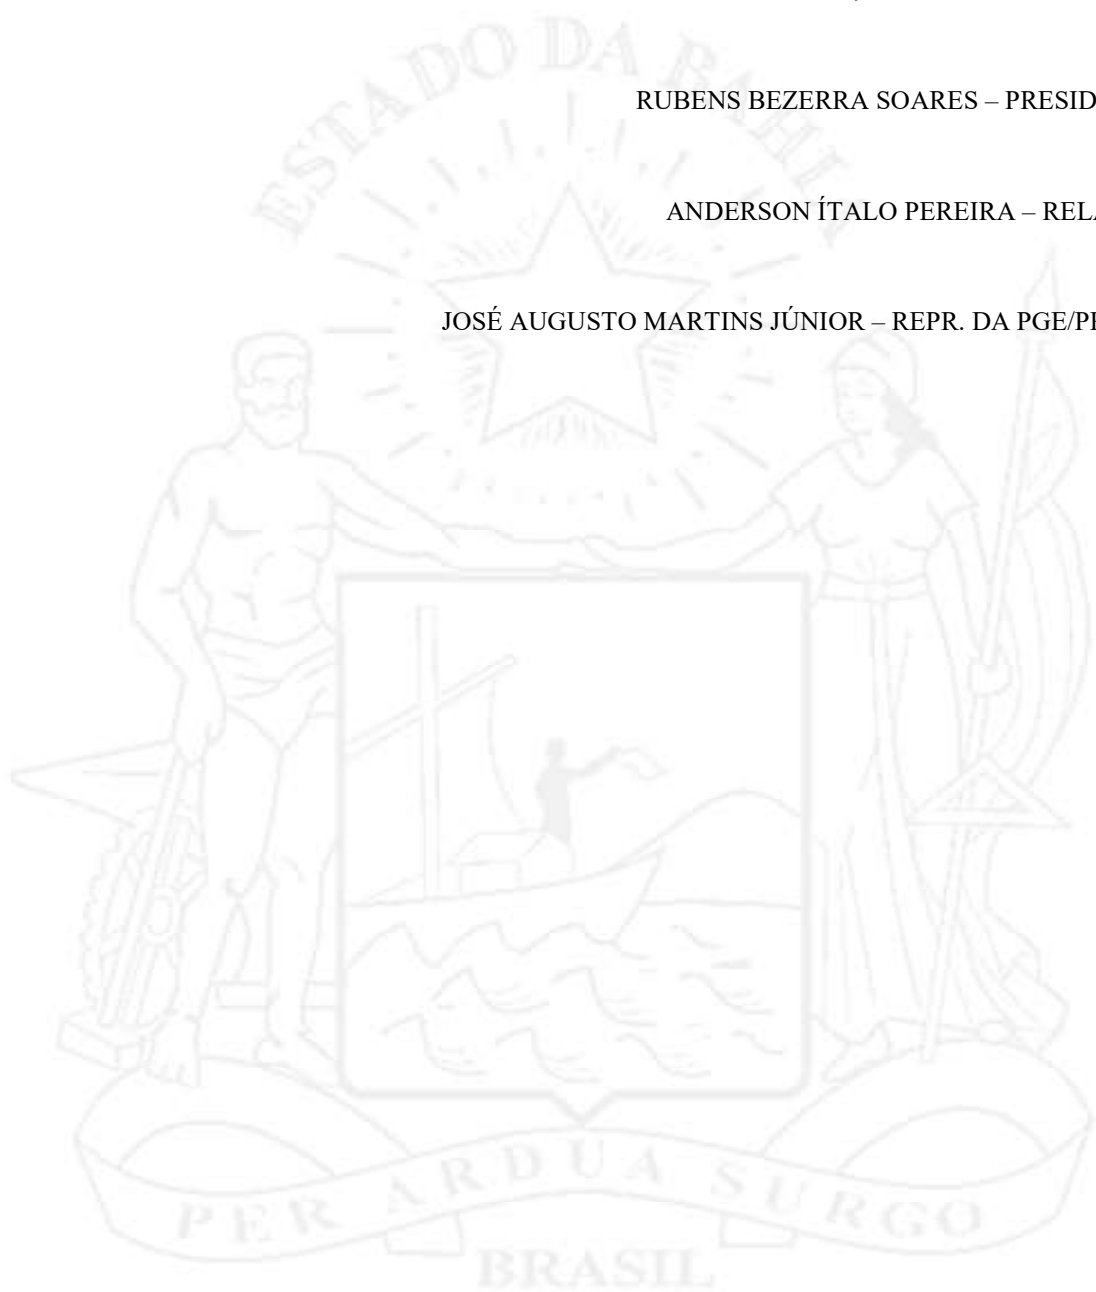 ESTADO DA BAHIA
RUBENS BEZERRA SOARES – PRESID
ANDERSON ÍTALO PEREIRA – RELA
JOSÉ AUGUSTO MARTINS JÚNIOR – REPR. DA PGE/P
PER ARDUA SURGO
BRASIL